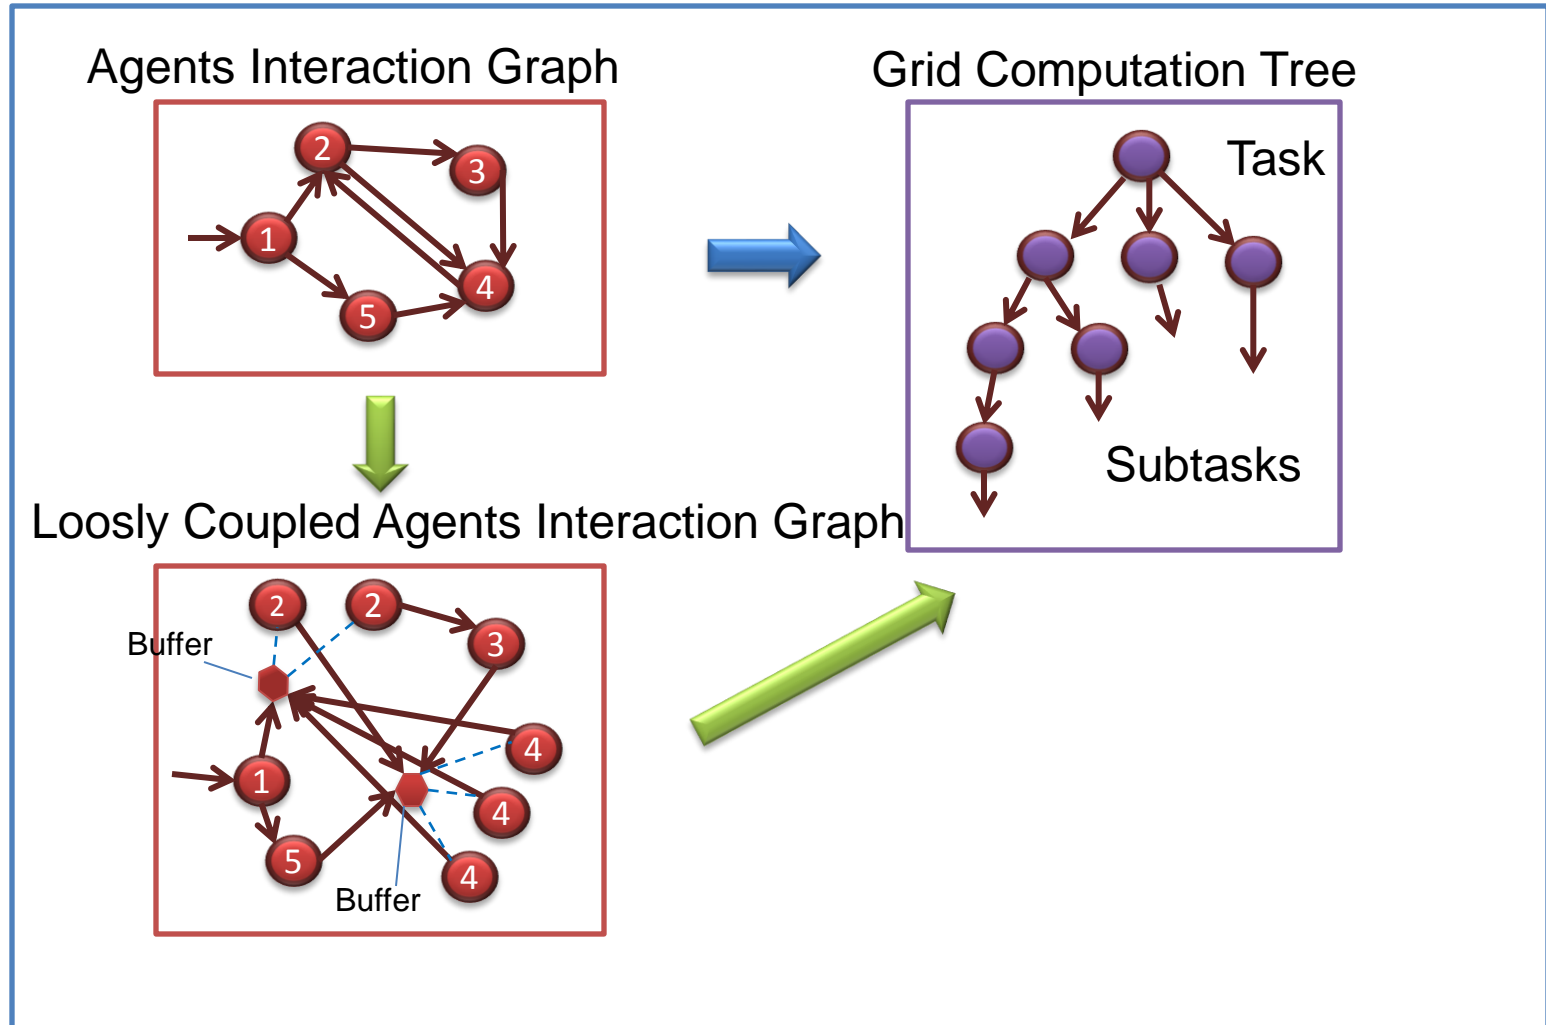 Agents Interaction Graph
2
3
1
4
5
Grid Computation Tree
Task
Subtasks
Loosly Coupled Agents Interaction Graph
2
2
3
Buffer
4
1
4
5
4
Buffer